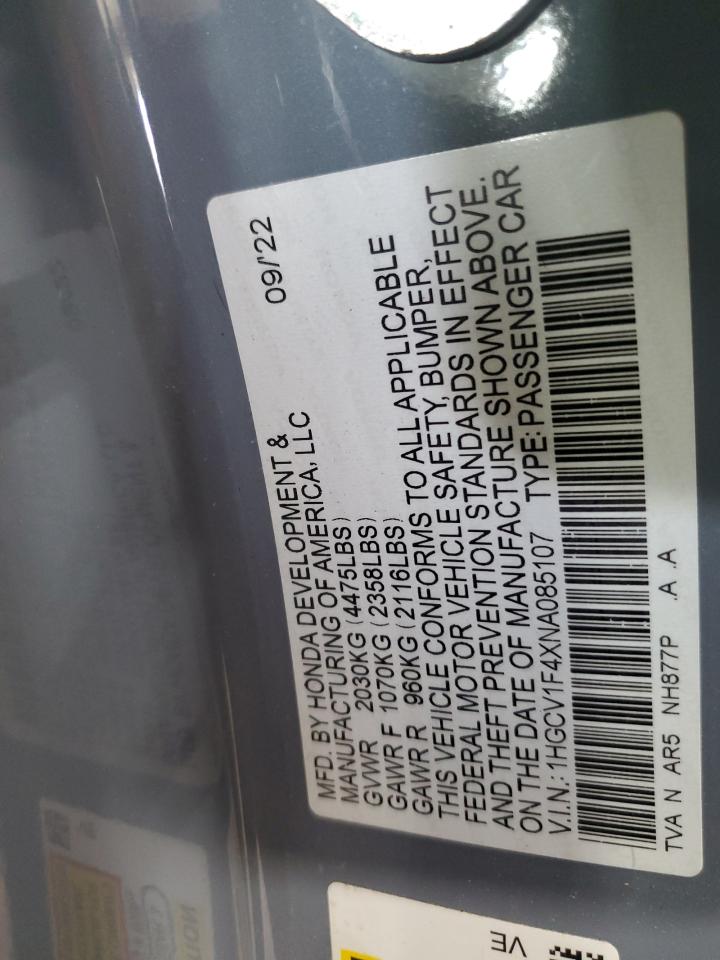 MFD. BY HONDA DEVELOPMENT & 09/'22
MANUFACTURING OF AMERICA, LLC
GVWR 2030KG (4475LBS)
GAWR F 1070KG (2358LBS)
GAWR R 960KG (2116LBS)
THIS VEHICLE CONFORMS TO ALL APPLICABLE
FEDERAL MOTOR VEHICLE SAFETY, BUMPER,
AND THEFT PREVENTION STANDARDS IN EFFECT
ON THE DATE OF MANUFACTURE SHOWN ABOVE.
V.I.N.: 1HGCV1F4XNA085107 TYPE: PASSENGER CAR
TVA N AR5 NH877P .A .A
VE